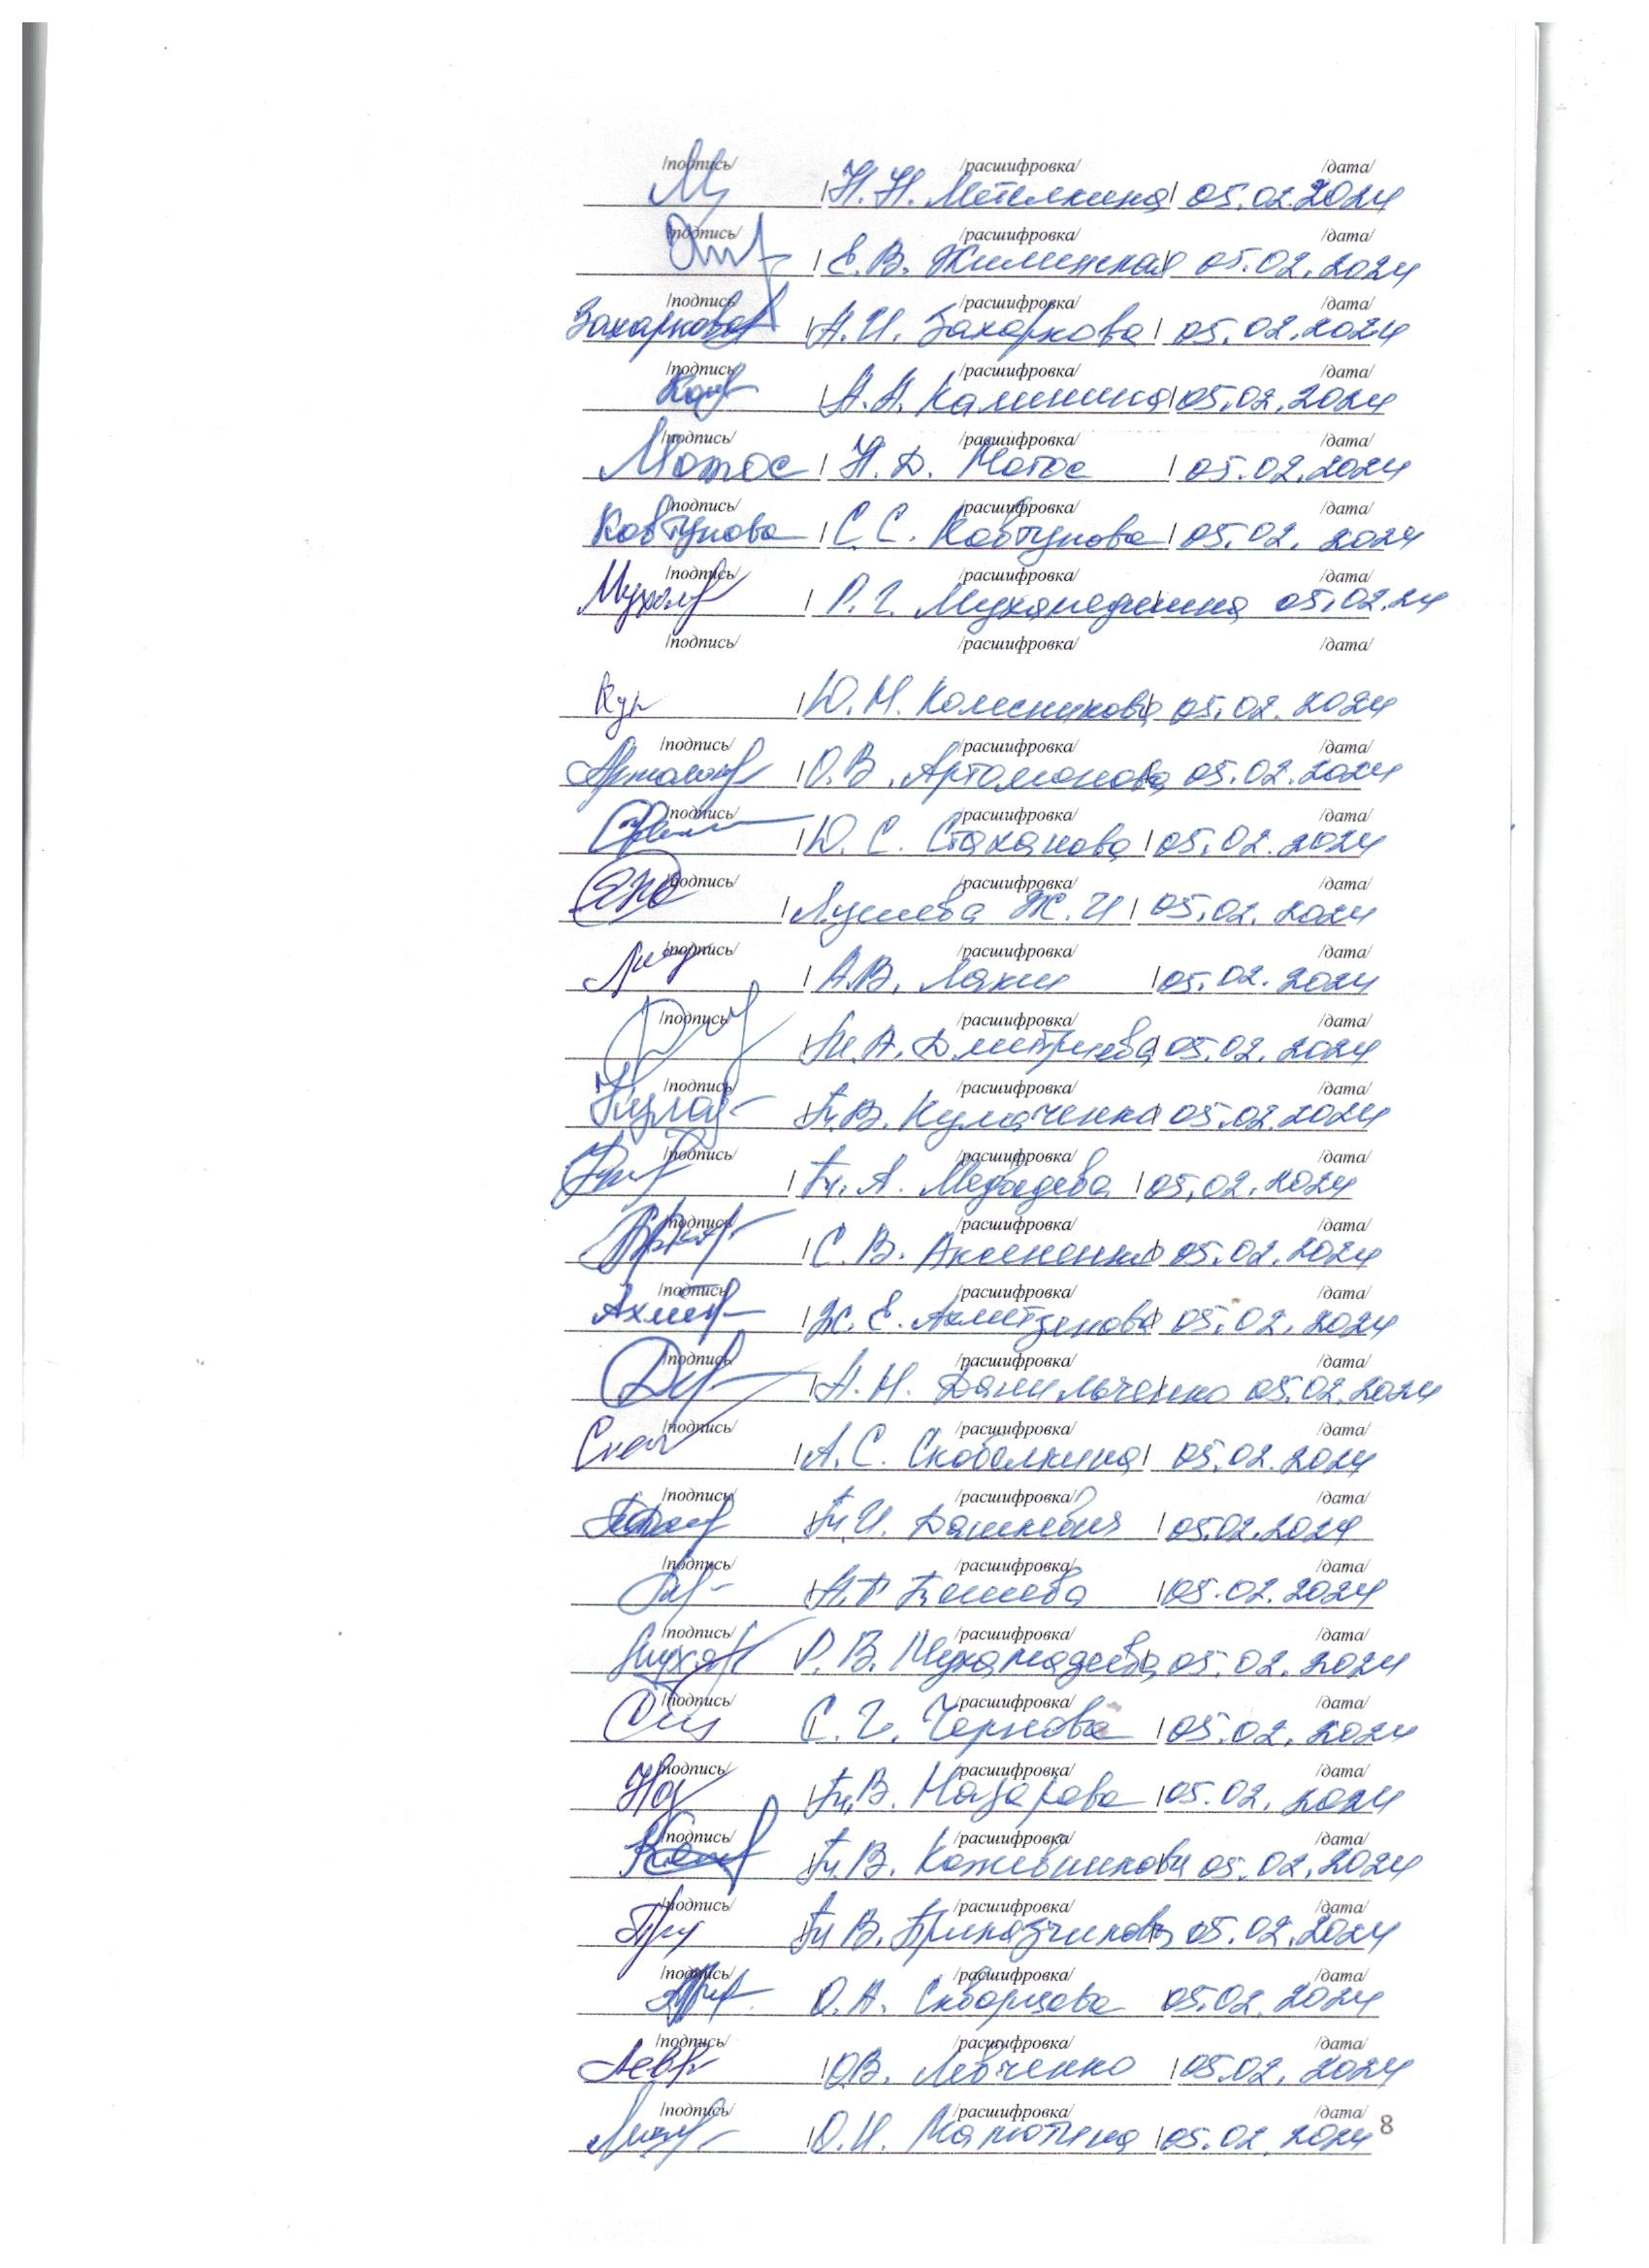 /подпись/ /расшифровка/ /дата/
/Н.Н. Метелкина/ 05.02.2024
/подпись/ /расшифровка/ /дата/
/Е.В. Жилинская 05.02.2024
/подпись/ /расшифровка/ /дата/
Захаркова /А.И. Захаркова/ 05.02.2024
/подпись/ /расшифровка/ /дата/
/А.А. Калинина/ 05.02.2024
/подпись/ /расшифровка/ /дата/
Мотос /Н.Д. Мотос / 05.02.2024
/подпись/ /расшифровка/ /дата/
Ковтунова /С.С. Ковтунова/ 05.02.2024
/подпись/ /расшифровка/ /дата/
/ Р.Г. 05.02.24
/подпись/ /расшифровка/ /дата/
/Ю.М. Колесникова 05.02.2024
/подпись/ /расшифровка/ /дата/
/О.В. Артамонова 05.02.2024
/подпись/ /расшифровка/ /дата/
/Ю.С. Стаханова/ 05.02.2024
/подпись/ /расшифровка/ /дата/
/ Ж.И / 05.02.2024
/подпись/ /расшифровка/ /дата/
/ А.В. Лакии /05.02.2024
/подпись/ /расшифровка/ /дата/
/М.А. Дмитриева/ 05.02.2024
/подпись/ /расшифровка/ /дата/
/Т.В. Кулаченко 05.02.2024
/подпись/ /расшифровка/ /дата/
/ Т.А. Медведева /05.02.2024
/подпись/ /расшифровка/ /дата/
/С.В. Аксененко 05.02.2024
/подпись/ /расшифровка/ /дата/
/Ж.Е. Ахметзенова 05.02.2024
/подпись/ /расшифровка/ /дата/
/А.Н. Данильченко 05.02.2024
/подпись/ /расшифровка/ /дата/
/А.С. Скобелкина/ 05.02.2024
/подпись/ /расшифровка/ /дата/
Т.И. Дашкевич /05.02.2024
/подпись/ /расшифровка/ /дата/
/05.02.2024
/подпись/ /расшифровка/ /дата/
Р.В. Мухамадеева 05.02.2024
/подпись/ /расшифровка/ /дата/
С.Г. Чернова /05.02.2024
/подпись/ /расшифровка/ /дата/
/Т.В. Назарова /05.02.2024
/подпись/ /расшифровка/ /дата/
/Т.В. Кожевникова 05.02.2024
/подпись/ /расшифровка/ /дата/
Т.В. Приказчикова 05.02.2024
/подпись/ /расшифровка/ /дата/
О.А. Скворцова 05.02.2024
/подпись/ /расшифровка/ /дата/
/О.В. Левченко /05.02.2024
/подпись/ /расшифровка/ /дата/
/О.Н. Малютина /05.02.2024
8